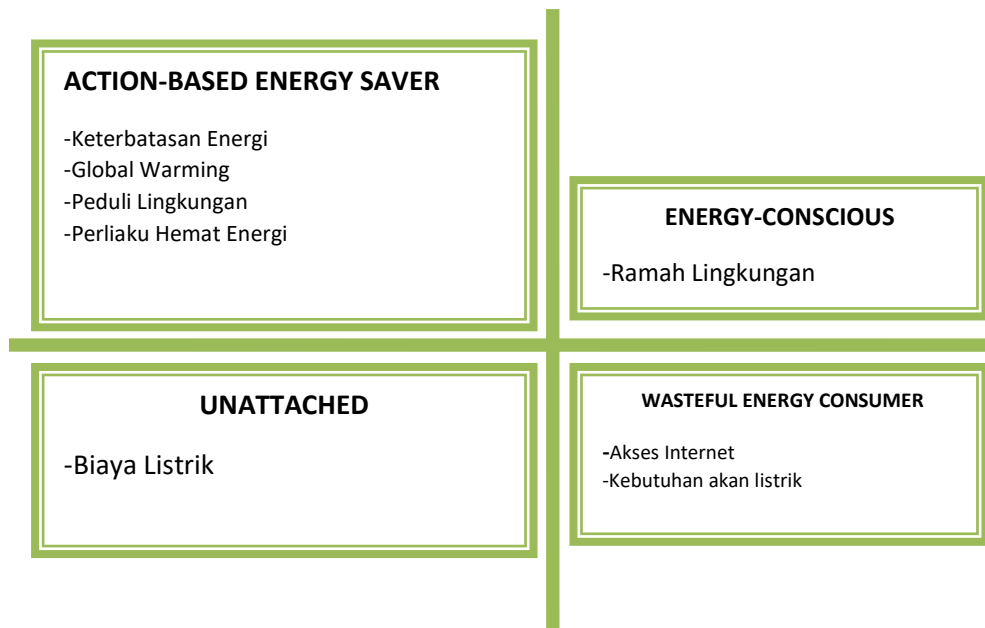 ACTION-BASED ENERGY SAVER
-Keterbatasan Energi
-Global Warming
-Peduli Lingkungan
-Perliaku Hemat Energi
ENERGY-CONSCIOUS
-Ramah Lingkungan
UNATTACHED
-Biaya Listrik
WASTEFUL ENERGY CONSUMER
-Akses Internet
-Kebutuhan akan listrik